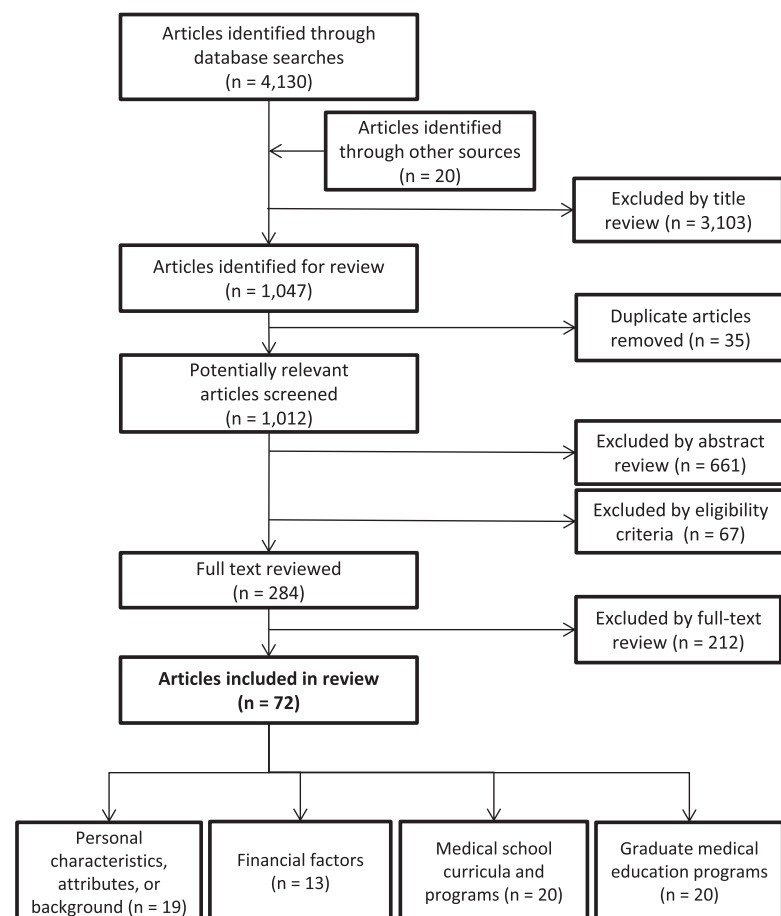 Articles identified through
database searches
(n = 4,130)
Articles identified
through other sources
(n = 20)
Excluded by title
review (n = 3,103)
Articles identified for review
(n = 1,047)
Duplicate articles
removed (n = 35)
Potentially relevant
articles screened
(n = 1,012)
Excluded by abstract
review (n = 661)
Excluded by eligibility
criteria (n = 67)
Full text reviewed
(n = 284)
Excluded by full-text
review (n = 212)
Articles included in review
(n = 72)
Personal
characteristics,
attributes, or
background (n = 19)
Financial factors
(n = 13)
Medical school
curricula and
programs (n = 20)
Graduate medical
education programs
(n = 20)